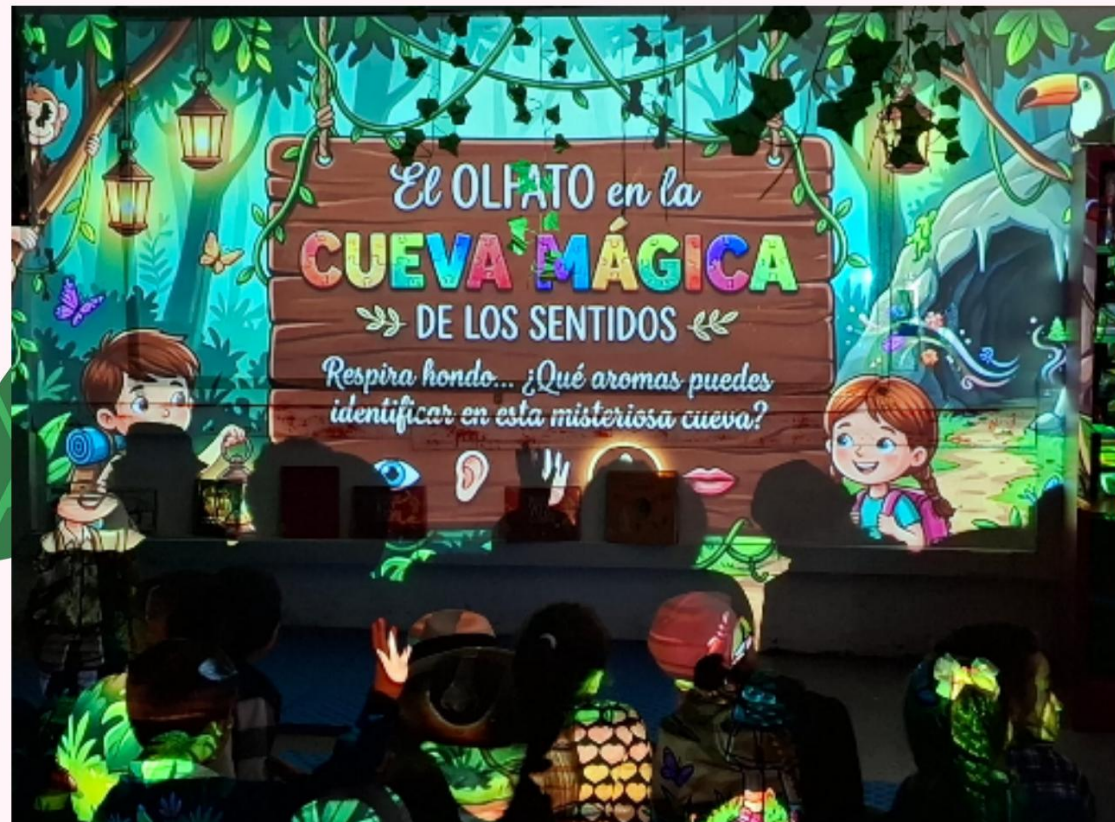 El OLFATO en la
CUEVA MÁGICA
DE LOS SENTIDOS
Respira hondo... ¿Qué aromas puedes
identificar en esta misteriosa cueva?